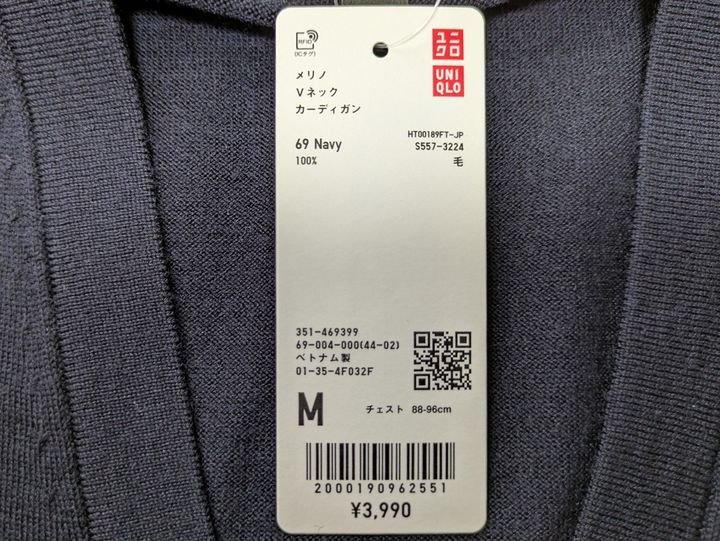 RFID
(ICタグ)
ユニ
クロ
UNI
QLO
メリノ
Vネック
カーディガン
HT00189FT-JP
69 Navy
S557-3224
100%
毛
351-469399
69-004-000(44-02)
ベトナム製
01-35-4F032F
M チェスト 88-96cm
2000190962551
¥3,990